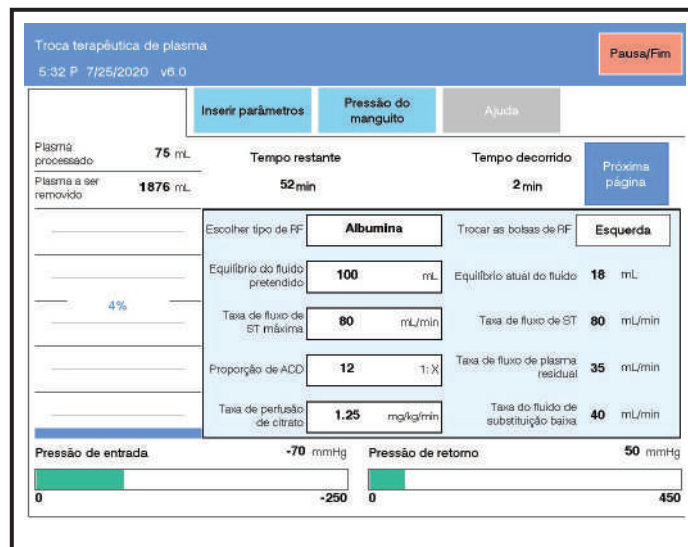 Troca terapêutica de plasma
5:32 P 7/25/2020 v6.0
Pausa/Fim
Inserir parâmetros
Pressão do
manguito
Ajuda
Plasma
processado
75 mL
Tempo restante
Tempo decorrido
Próxima
página
Plasma a ser
removido
1876 mL
52min
2min
Escolher tipo de RF
Albumina
Trocar as bolsas de RF
Esquerda
Equilíbrio do fluido
pretendido
100 mL
Equilíbrio atual do fluido
18 mL
4%
Taxa de fluxo de
ST máxima
80 mL/min
Taxa de fluxo de ST
80 mL/min
Proporção de ACD
12 1: X
Taxa de fluxo de plasma
residual
35 mL/min
Taxa de perfusão
de citrato
1.25 mg/kg/min
Taxa do fluido de
substituição baixa
40 mL/min
Pressão de entrada
-70 mmHg
Pressão de retorno
50 mmHg
0
-250
0
450